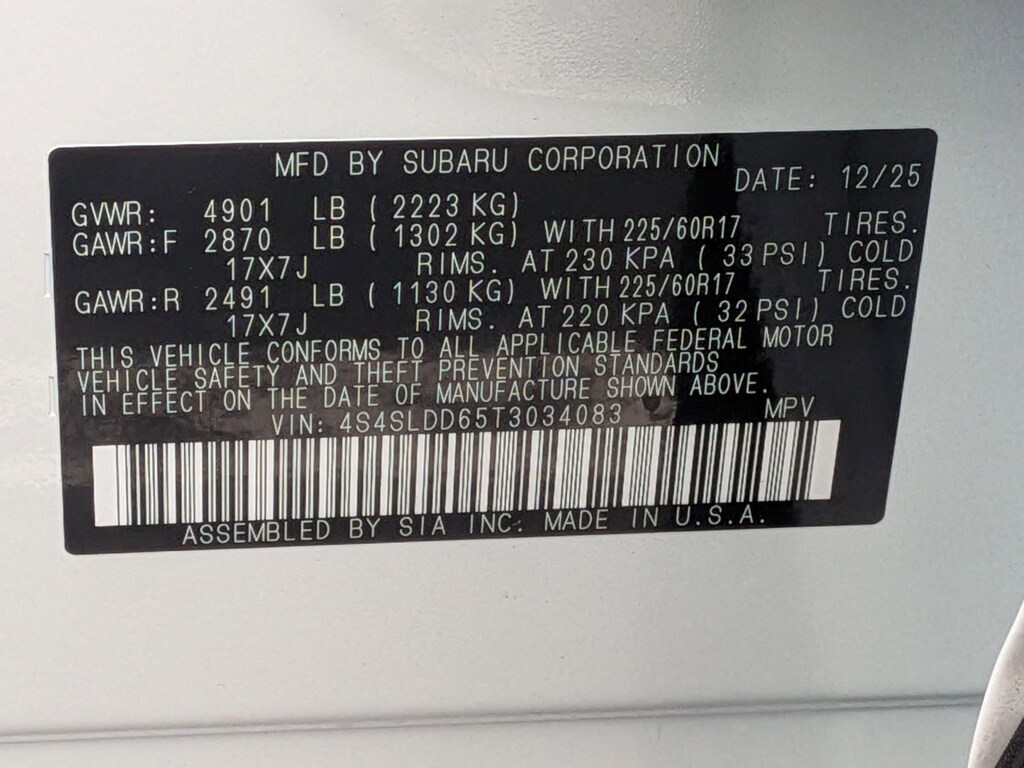 MFD BY SUBARU CORPORATION
DATE: 12/25
GVWR: 4901 LB ( 2223 KG)
GAWR:F 2870 LB ( 1302 KG) WITH 225/60R17 TIRES.
17X7J RIMS. AT 230 KPA ( 33 PSI) COLD
GAWR:R 2491 LB ( 1130 KG) WITH 225/60R17 TIRES.
17X7J RIMS. AT 220 KPA ( 32 PSI) COLD
THIS VEHICLE CONFORMS TO ALL APPLICABLE FEDERAL MOTOR
VEHICLE SAFETY AND THEFT PREVENTION STANDARDS
IN EFFECT ON THE DATE OF MANUFACTURE SHOWN ABOVE.
VIN: 4S4SLDD65T3034083 MPV
ASSEMBLED BY SIA INC. MADE IN U.S.A.